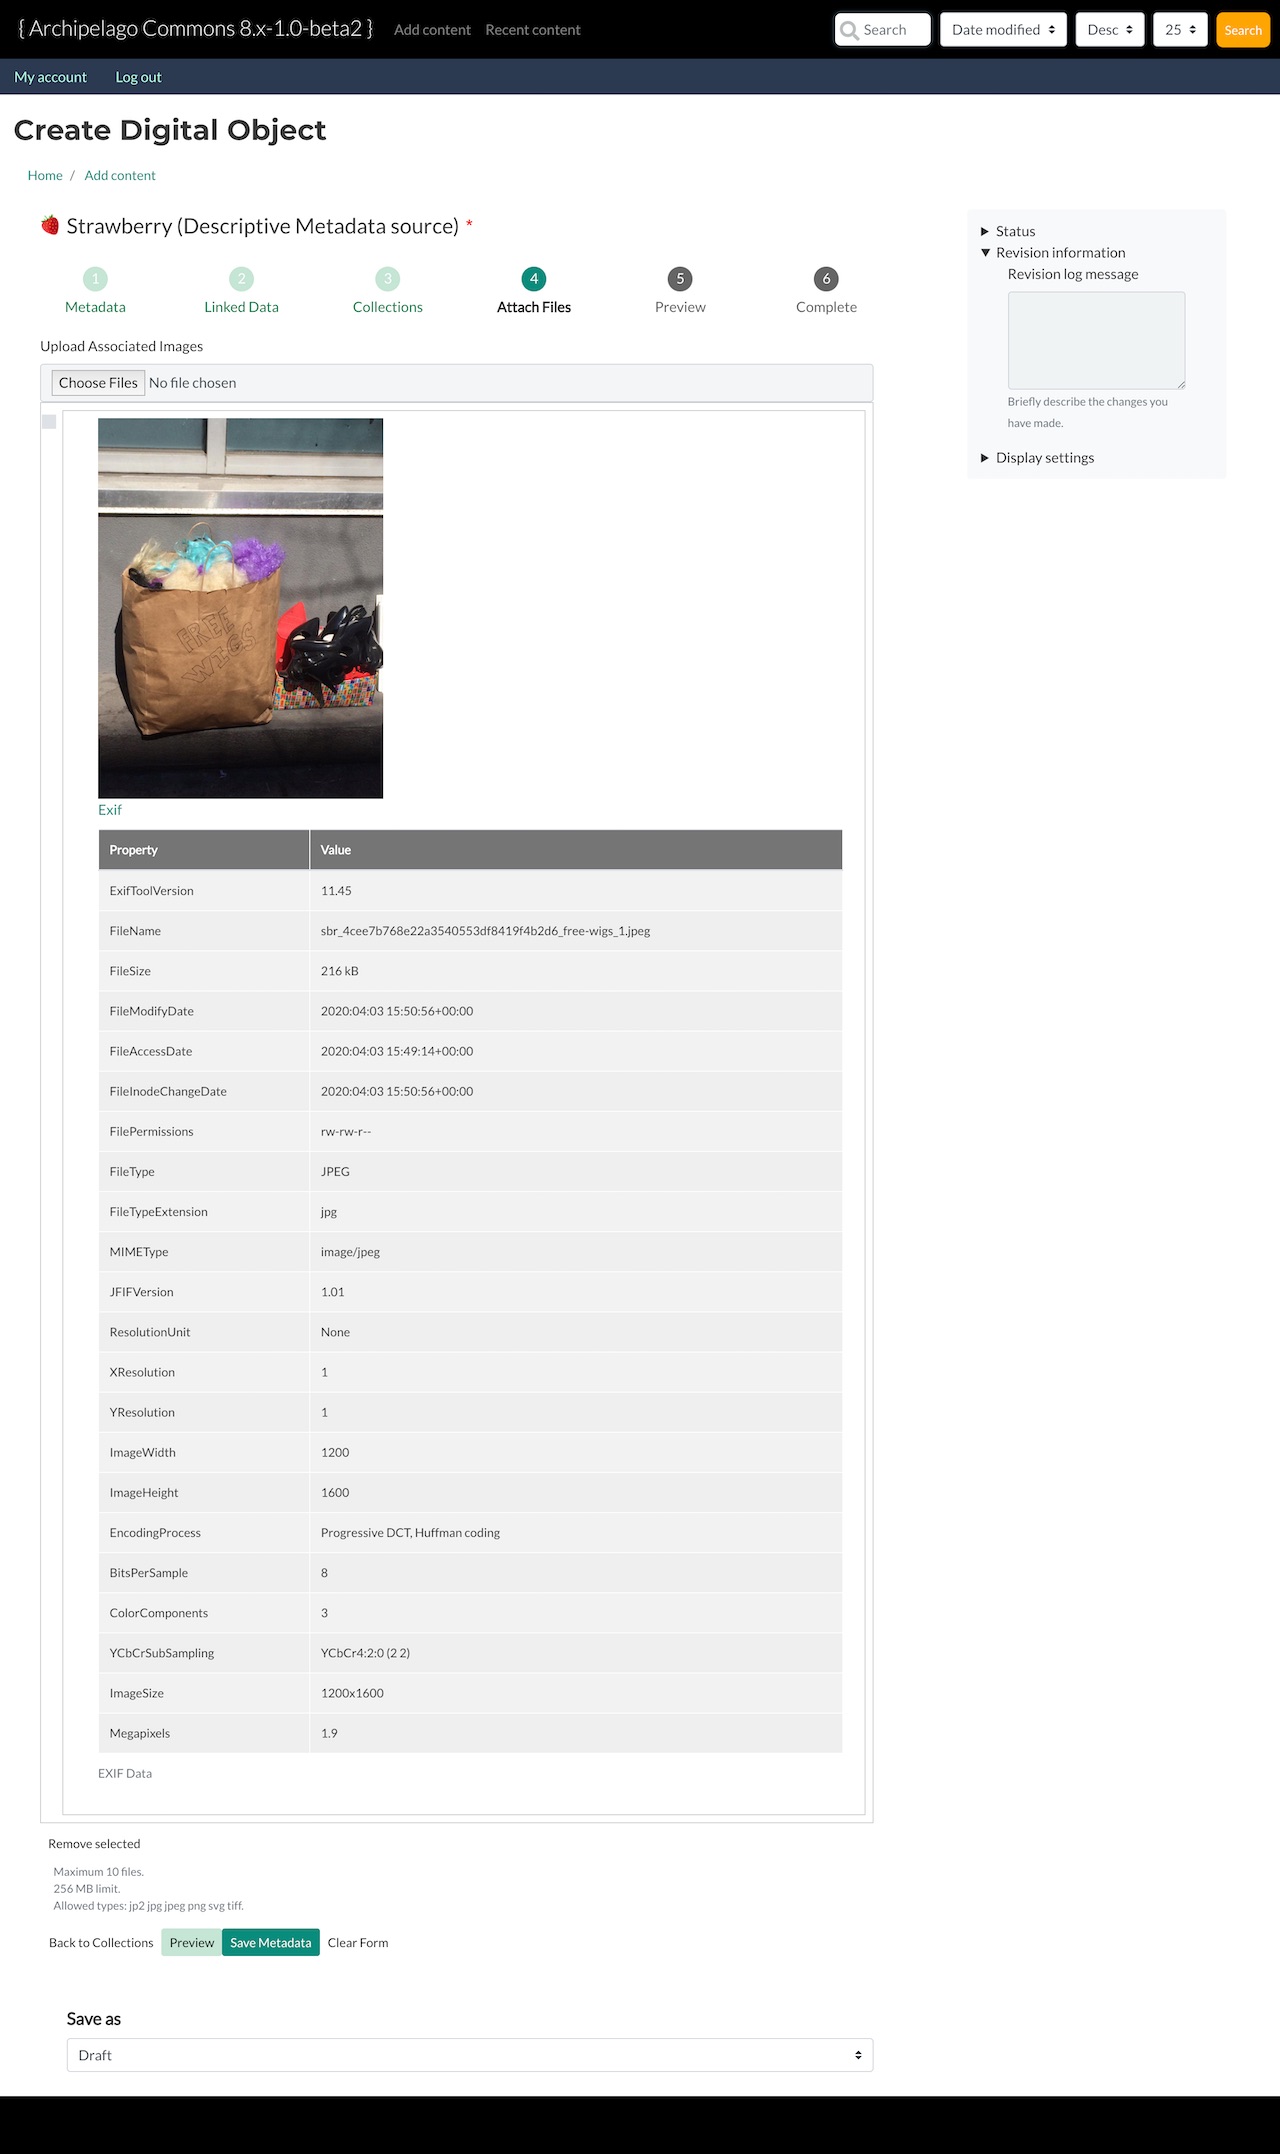 { Archipelago Commons 8.x-1.0-beta2 } Add content Recent content Search Date modified Desc 25 Search
My account Log out
Create Digital Object
Home / Add content
🍓 Strawberry (Descriptive Metadata source) *
1 2 3 4 5 6
Metadata Linked Data Collections Attach Files Preview Complete
Upload Associated Images
Choose Files No file chosen
FREE
WIGS
Exif
Property Value
ExifToolVersion 11.45
FileName sbr_4cee7b768e22a3540553df8419f4b2d6_free-wigs_1.jpeg
FileSize 216 kB
FileModifyDate 2020:04:03 15:50:56+00:00
FileAccessDate 2020:04:03 15:49:14+00:00
FileInodeChangeDate 2020:04:03 15:50:56+00:00
FilePermissions rw-rw-r--
FileType JPEG
FileTypeExtension jpg
MIMEType image/jpeg
JFIFVersion 1.01
ResolutionUnit None
XResolution 1
YResolution 1
ImageWidth 1200
ImageHeight 1600
EncodingProcess Progressive DCT, Huffman coding
BitsPerSample 8
ColorComponents 3
YCbCrSubSampling YCbCr4:2:0 (2 2)
ImageSize 1200x1600
Megapixels 1.9
EXIF Data
Remove selected
Maximum 10 files.
256 MB limit.
Allowed types: jp2 jpg jpeg png svg tiff.
Back to Collections Preview Save Metadata Clear Form
Save as
Draft
Status
Revision information
Revision log message
Briefly describe the changes you
have made.
Display settings